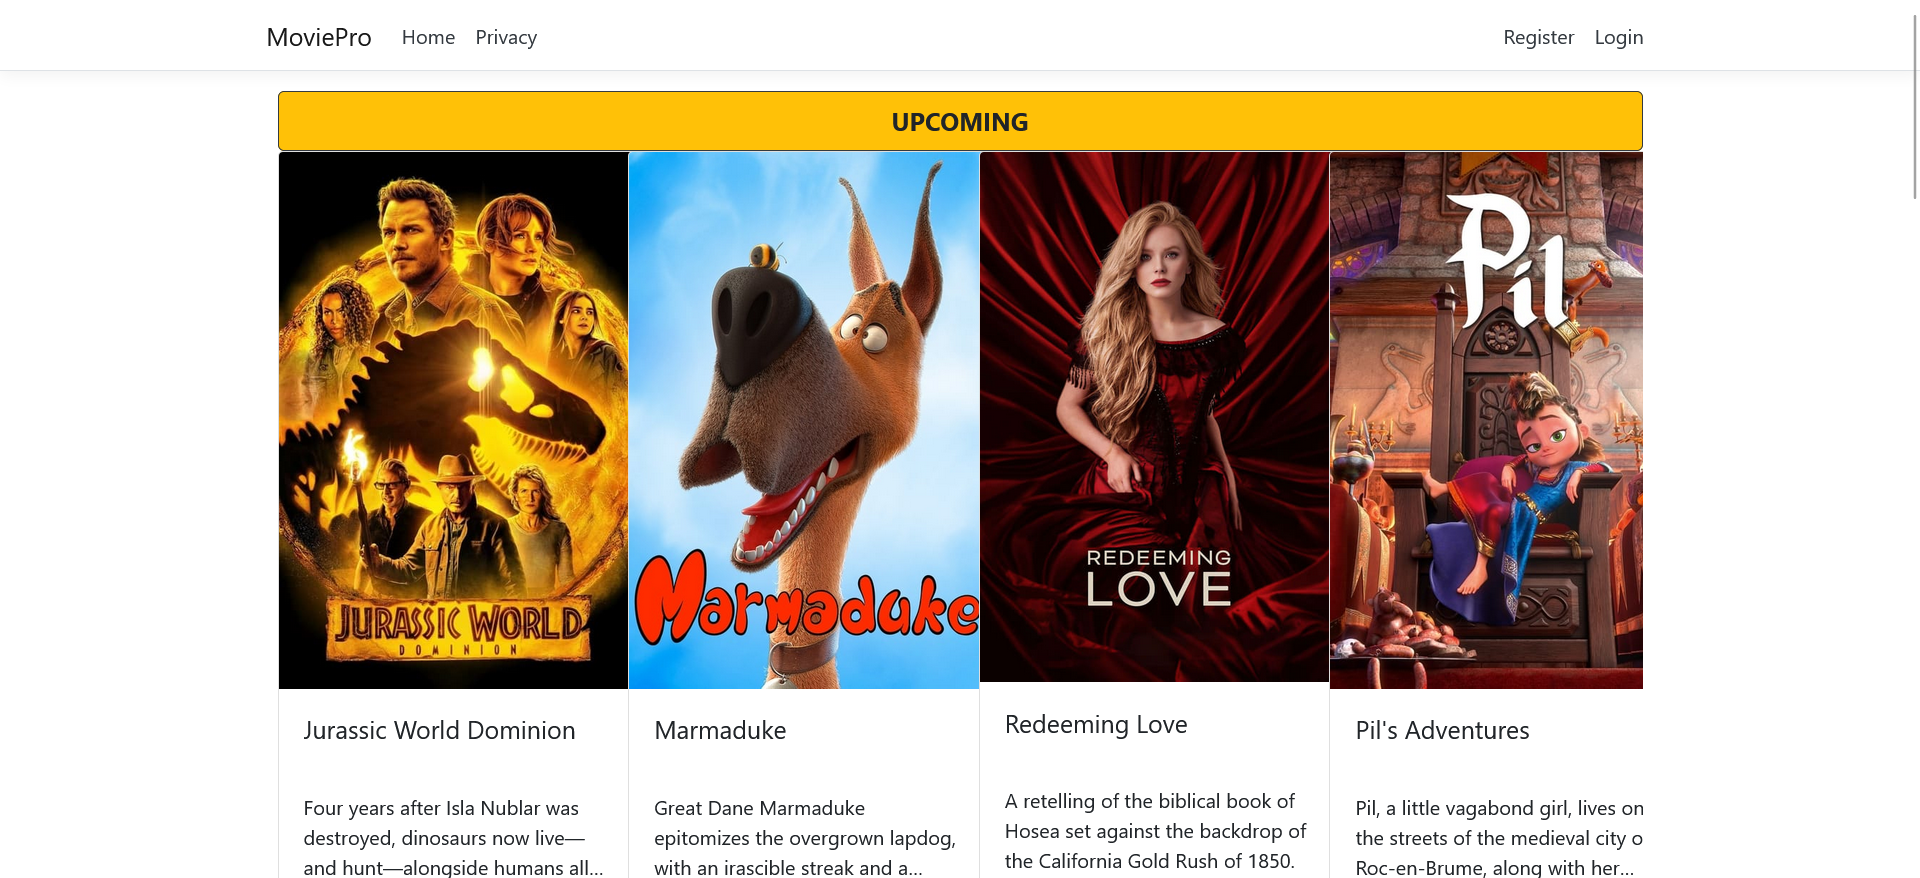 MoviePro Home Privacy Register Login
UPCOMING
JURASSIC WORLD
DOMINION
Marmaduke
REDEEMING
LOVE
Pil
Jurassic World Dominion
Four years after Isla Nublar was
destroyed, dinosaurs now live—
and hunt—alongside humans all…
Marmaduke
Great Dane Marmaduke
epitomizes the overgrown lapdog,
with an irascible streak and a…
Redeeming Love
A retelling of the biblical book of
Hosea set against the backdrop of
the California Gold Rush of 1850.
Pil's Adventures
Pil, a little vagabond girl, lives on
the streets of the medieval city o
Roc-en-Brume, along with her…